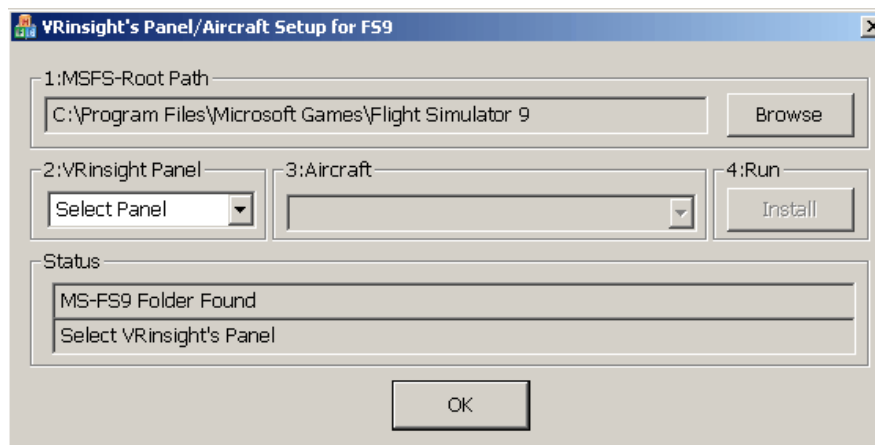 VRinsight's Panel/Aircraft Setup for FS9
1:MSFS-Root Path
C:\Program Files\Microsoft Games\Flight Simulator 9
Browse
2:VRinsight Panel
3:Aircraft
4:Run
Select Panel
Install
Status
MS-FS9 Folder Found
Select VRinsight's Panel
OK